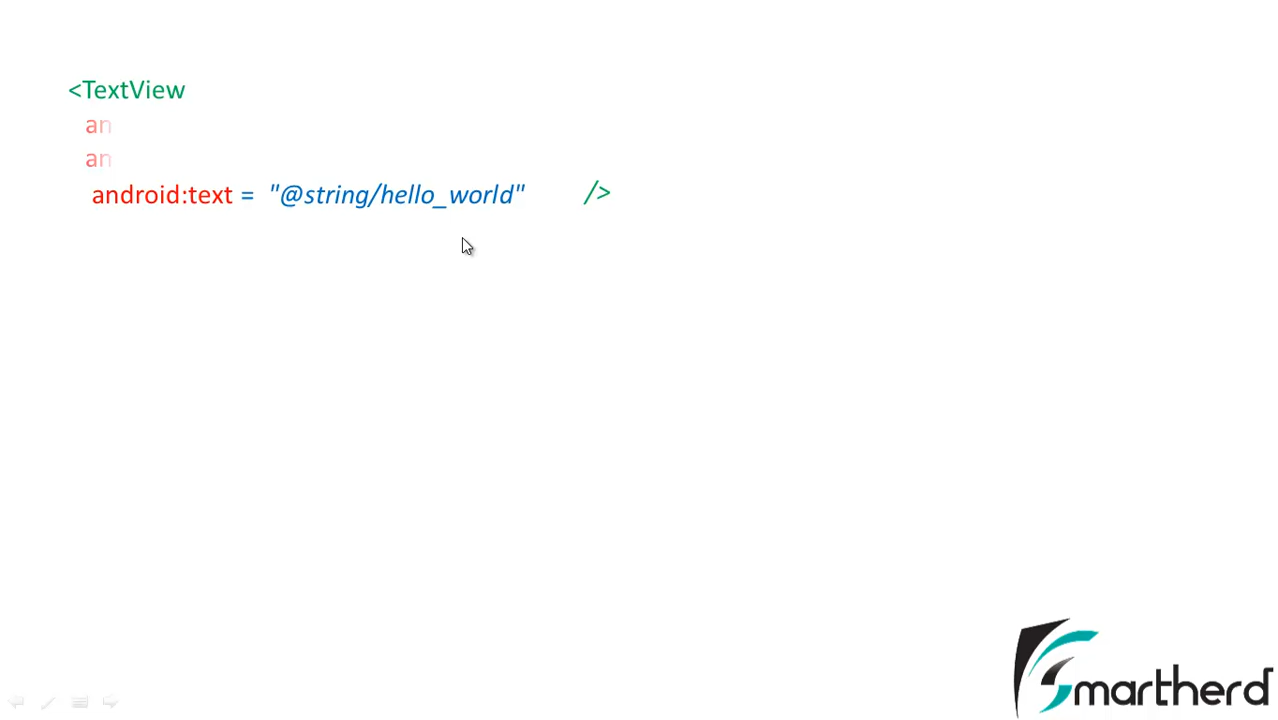 <TextView
an
an
android:text = "@string/hello_world" />
Smartherd